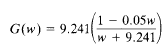 G(w) = 9.241(1 − 0.05w / w + 9.241)